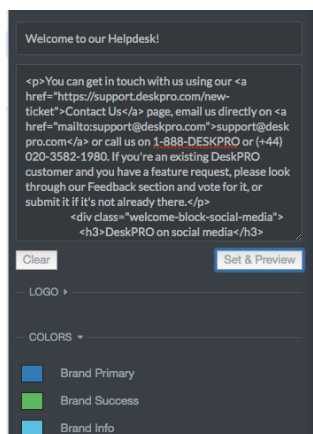 Welcome to our Helpdesk!
<p>You can get in touch with us using our <a
href="https://support.deskpro.com/new-
ticket">Contact Us</a> page, email us directly on <a
href="mailto:support@deskpro.com">support@desk
pro.com</a> or call us on 1-888-DESKPRO or (+44)
020-3582-1980. If you're an existing DeskPRO
customer and you have a feature request, please look
through our Feedback section and vote for it, or
submit it if it's not already there.</p>
<div class="welcome-block-social-media">
<h3>DeskPRO on social media</h3>
Clear
Set & Preview
LOGO
COLORS
Brand Primary
Brand Success
Brand Info